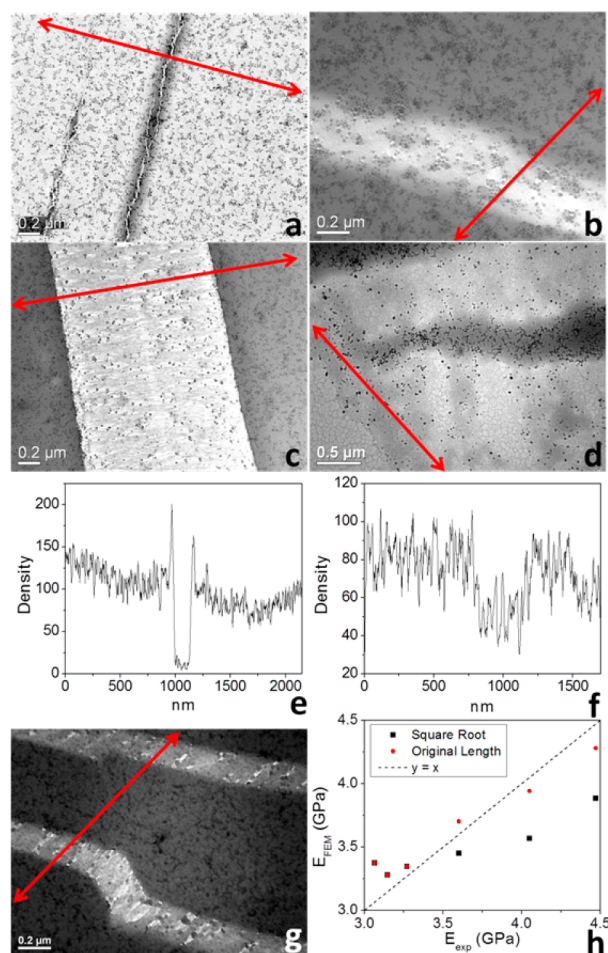 0.2 µm
a
0.2 µm
b
0.2 µm
c
0.5 µm
d
200
150
100
50
0
Density
0 500 1000 1500 2000
nm
e
120
100
80
60
40
20
Density
0 500 1000 1500
nm
f
0.2 µm
g
4.5
4.0
3.5
3.0
E_FEM (GPa)
Square Root
Original Length
y = x
3.0 3.5 4.0 4.5
E_exp (GPa)
h